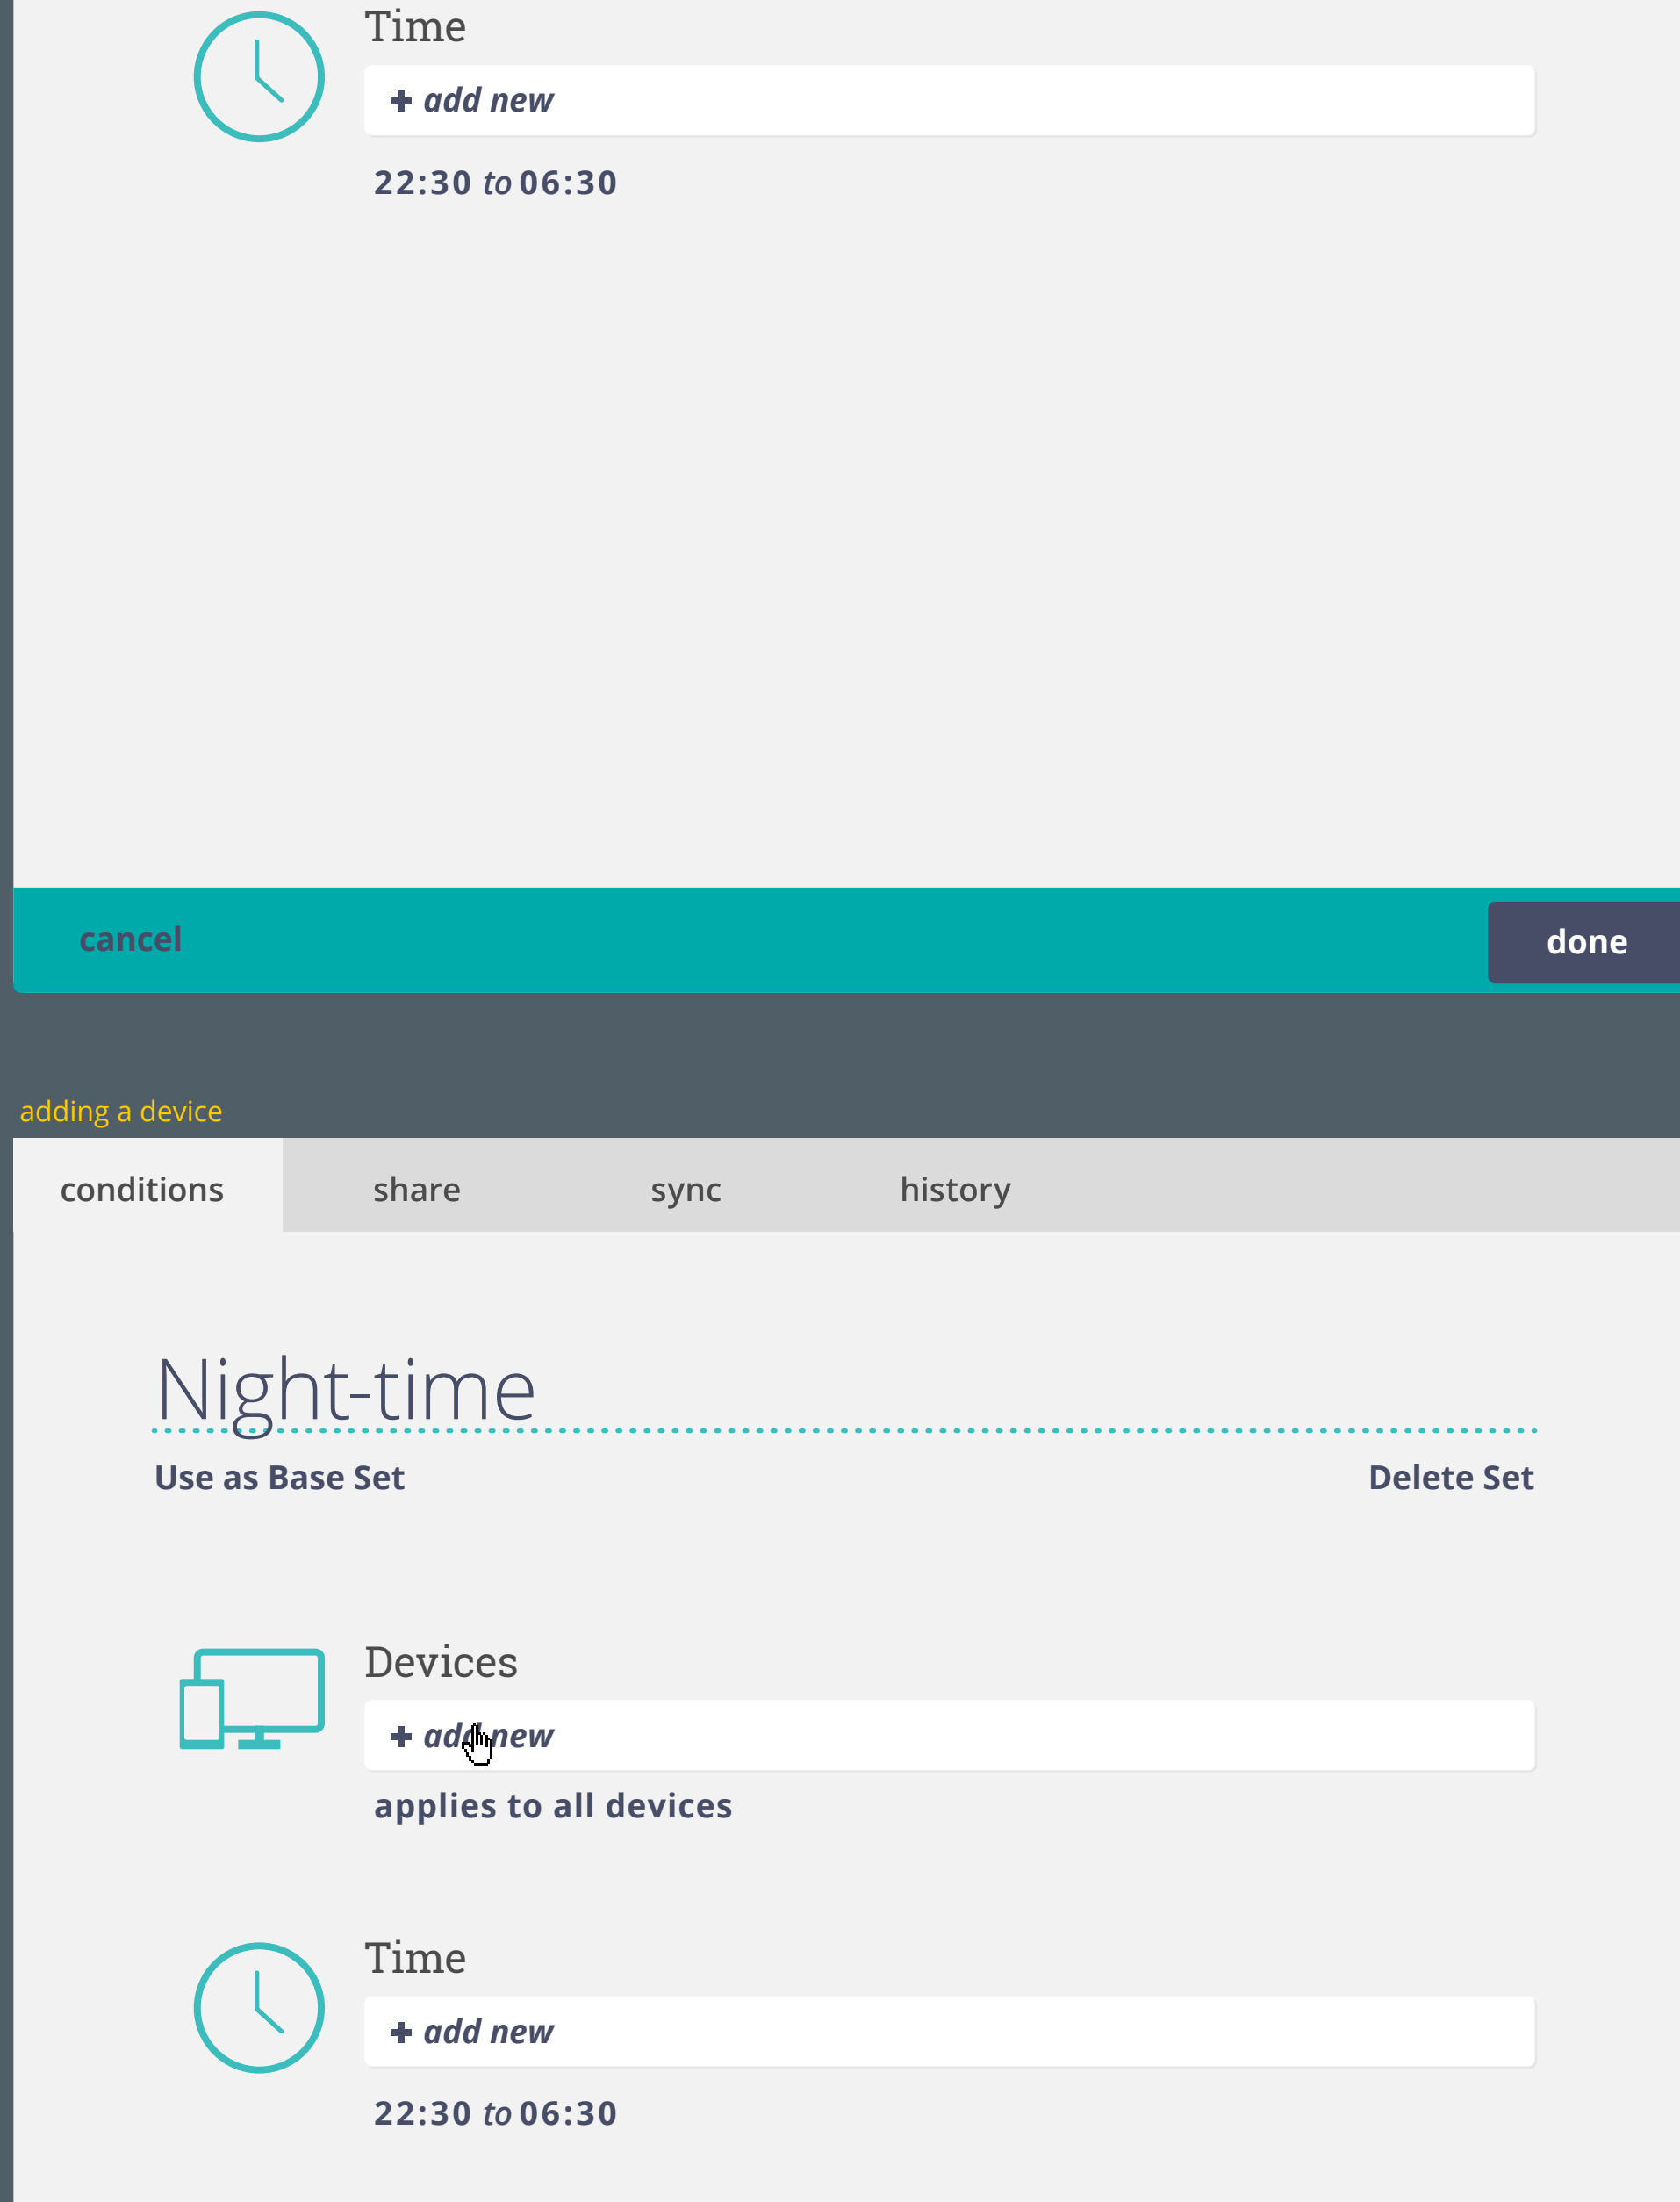 Time
+ add new
22:30 to 06:30
cancel
done
adding a device
conditions share sync history
Night-time
Use as Base Set Delete Set
Devices
+ add new
applies to all devices
Time
+ add new
22:30 to 06:30